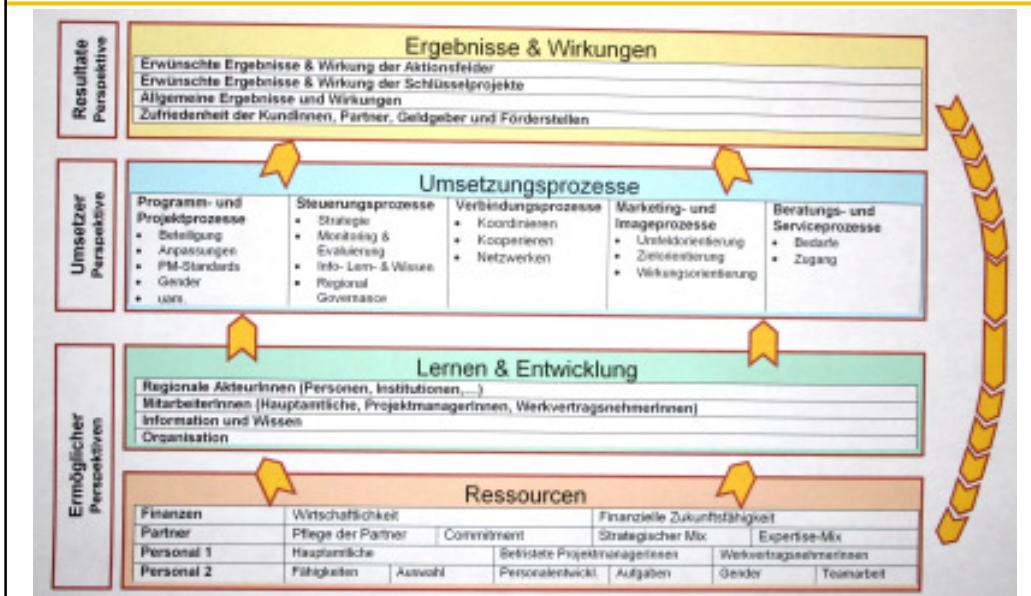 Resultate
Perspektive
Ergebnisse & Wirkungen
Erwünschte Ergebnisse & Wirkung der Aktionsfelder
Erwünschte Ergebnisse & Wirkung der Schlüsselprojekte
Allgemeine Ergebnisse und Wirkungen
Zufriedenheit der KundInnen, Partner, Geldgeber und Förderstellen
Umsetzer
Perspektive
Umsetzungsprozesse
Programm- und
Projektprozesse
• Beteiligung
• Anpassungen
• PM-Standards
• Gender
• uam.
Steuerungsprozesse
• Strategie
• Monitoring &
Evaluierung
• Info- Lern- & Wissen
• Regional
Governance
Verbindungsprozesse
• Koordinieren
• Kooperieren
• Netzwerken
Marketing- und
Imageprozesse
• Umfeldorientierung
• Zielorientierung
• Wirkungsorientierung
Beratungs- und
Serviceprozesse
• Bedarfe
• Zugang
Ermöglicher
Perspektiven
Lernen & Entwicklung
Regionale AkteurInnen (Personen, Institutionen,...)
MitarbeiterInnen (Hauptamtliche, ProjektmanagerInnen, WerkvertragsnehmerInnen)
Information und Wissen
Organisation
Ressourcen
Finanzen Wirtschaftlichkeit Finanzielle Zukunftsfähigkeit
Partner Pflege der Partner Commitment Strategischer Mix Expertise-Mix
Personal 1 Hauptamtliche Befristete ProjektmanagerInnen WerkvertragsnehmerInnen
Personal 2 Fähigkeiten Auswahl Personalentwickl. Aufgaben Gender Teamarbeit